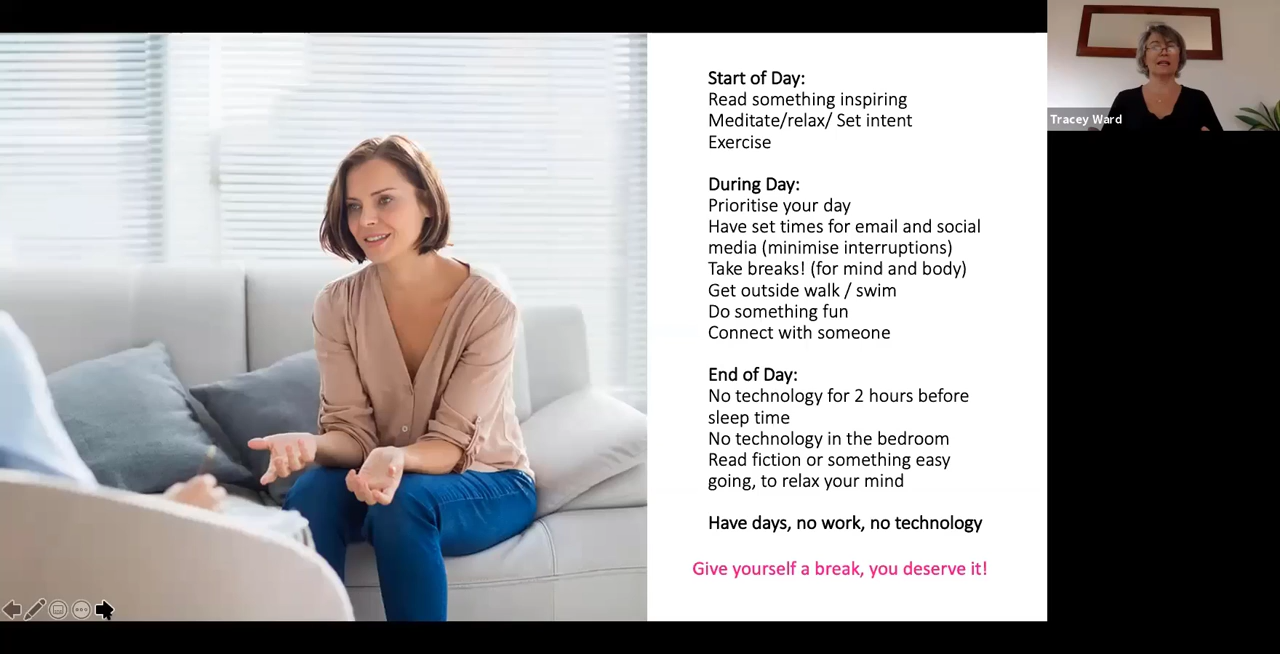 Start of Day:
Read something inspiring
Meditate/relax/ Set intent
Exercise
During Day:
Prioritise your day
Have set times for email and social
media (minimise interruptions)
Take breaks! (for mind and body)
Get outside walk / swim
Do something fun
Connect with someone
End of Day:
No technology for 2 hours before
sleep time
No technology in the bedroom
Read fiction or something easy
going, to relax your mind
Have days, no work, no technology
Give yourself a break, you deserve it!
Tracey Ward